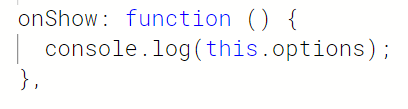 onShow: function () {
  console.log(this.options);
},